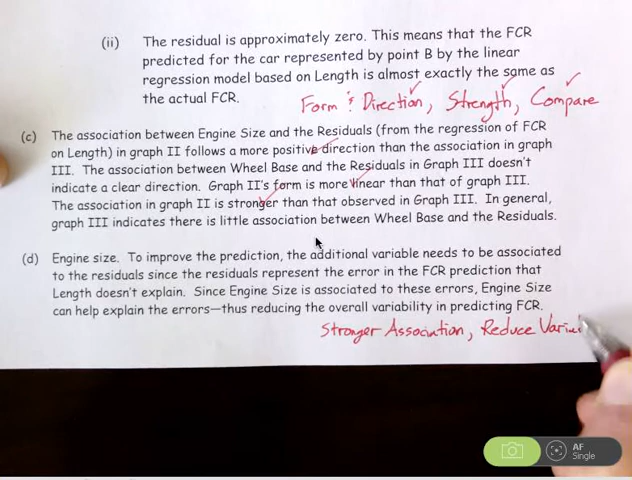 (ii) The residual is approximately zero. This means that the FCR
predicted for the car represented by point B by the linear
regression model based on Length is almost exactly the same as
the actual FCR.
Form & Direction, Strength, Compare
(c) The association between Engine Size and the Residuals (from the regression of FCR
on Length) in graph II follows a more positive direction than the association in graph
III. The association between Wheel Base and the Residuals in Graph III doesn't
indicate a clear direction. Graph II's form is more linear than that of graph III.
The association in graph II is stronger than that observed in Graph III. In general,
graph III indicates there is little association between Wheel Base and the Residuals.
(d) Engine size. To improve the prediction, the additional variable needs to be associated
to the residuals since the residuals represent the error in the FCR prediction that
Length doesn't explain. Since Engine Size is associated to these errors, Engine Size
can help explain the errors—thus reducing the overall variability in predicting FCR.
Stronger Association, Reduce
AF
Single